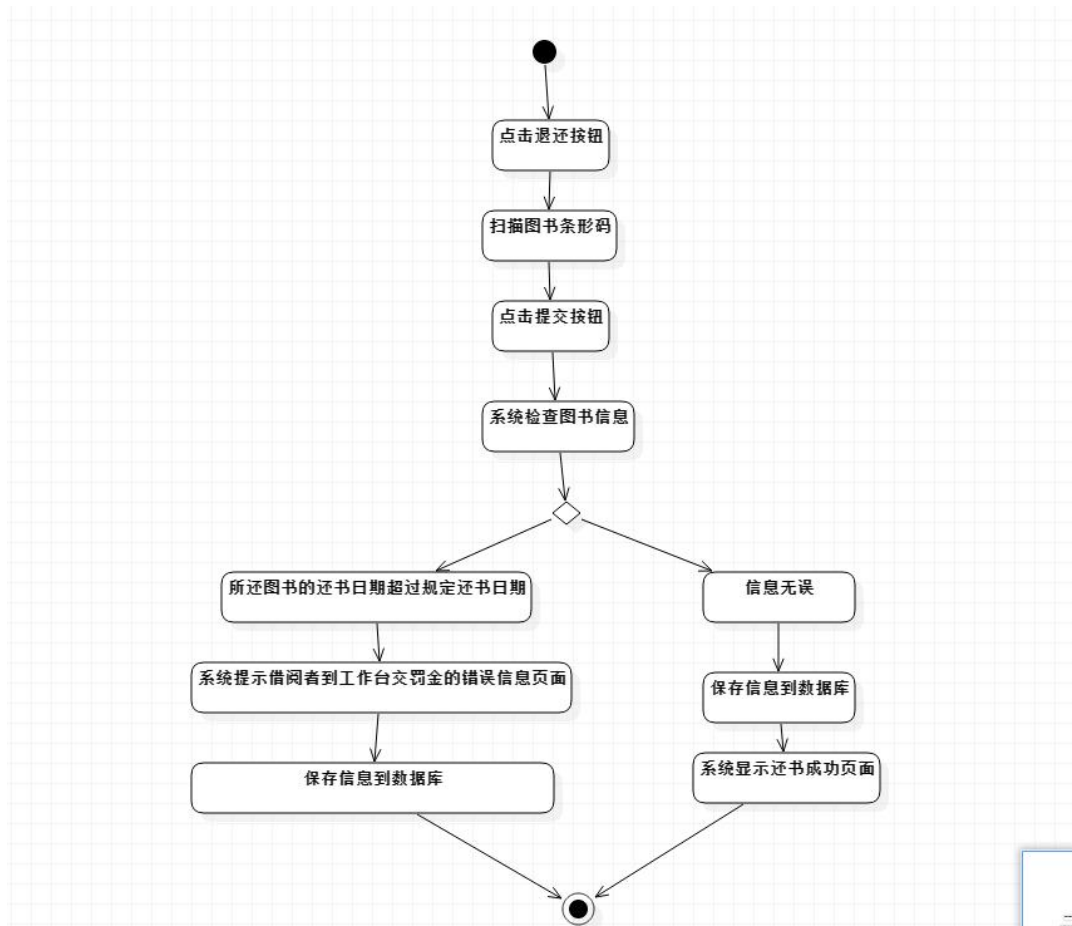 点击退还按钮
扫描图书条形码
点击提交按钮
系统检查图书信息
所还图书的还书日期超过规定还书日期
信息无误
系统提示借阅者到工作台交罚金的错误信息页面
保存信息到数据库
保存信息到数据库
系统显示还书成功页面